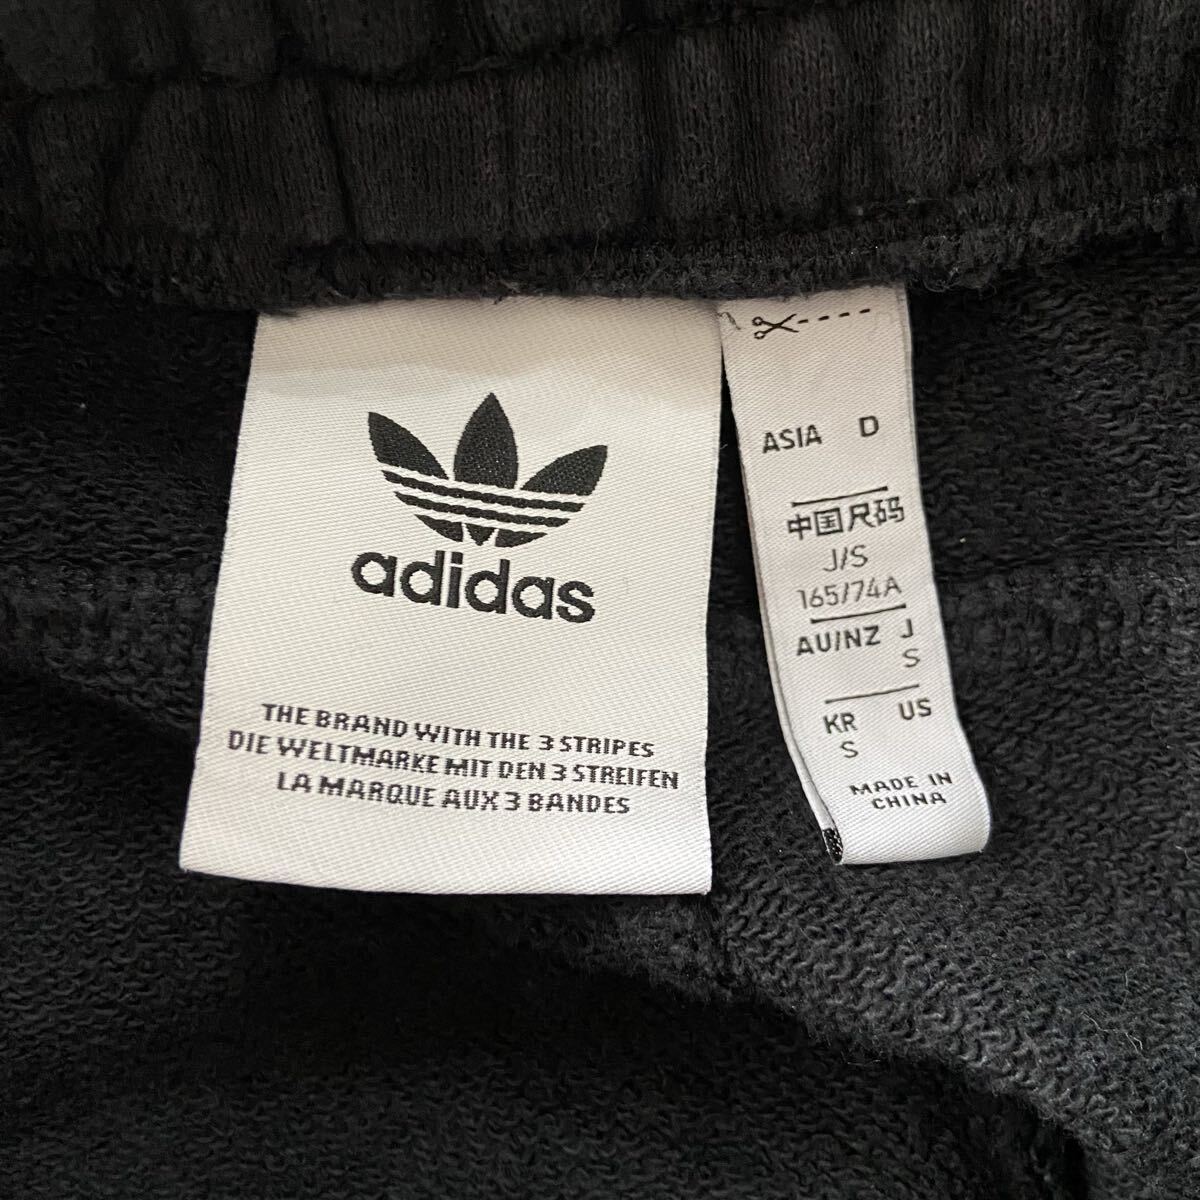 adidas
THE BRAND WITH THE 3 STRIPES
DIE WELTMARKE MIT DEN 3 STREIFEN
LA MARQUE AUX 3 BANDES
ASIA D
中国尺码
J/S
165/74A
AU/NZ J
S
KR US
S
MADE IN
CHINA